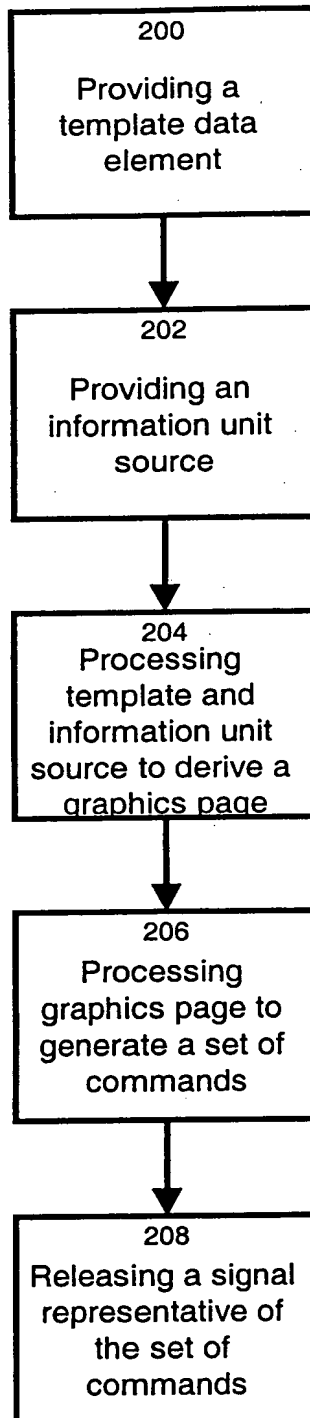 200
Providing a
template data
element
202
Providing an
information unit
source
204
Processing
template and
information unit
source to derive a
graphics page
206
Processing
graphics page to
generate a set of
commands
208
Releasing a signal
representative of
the set of
commands